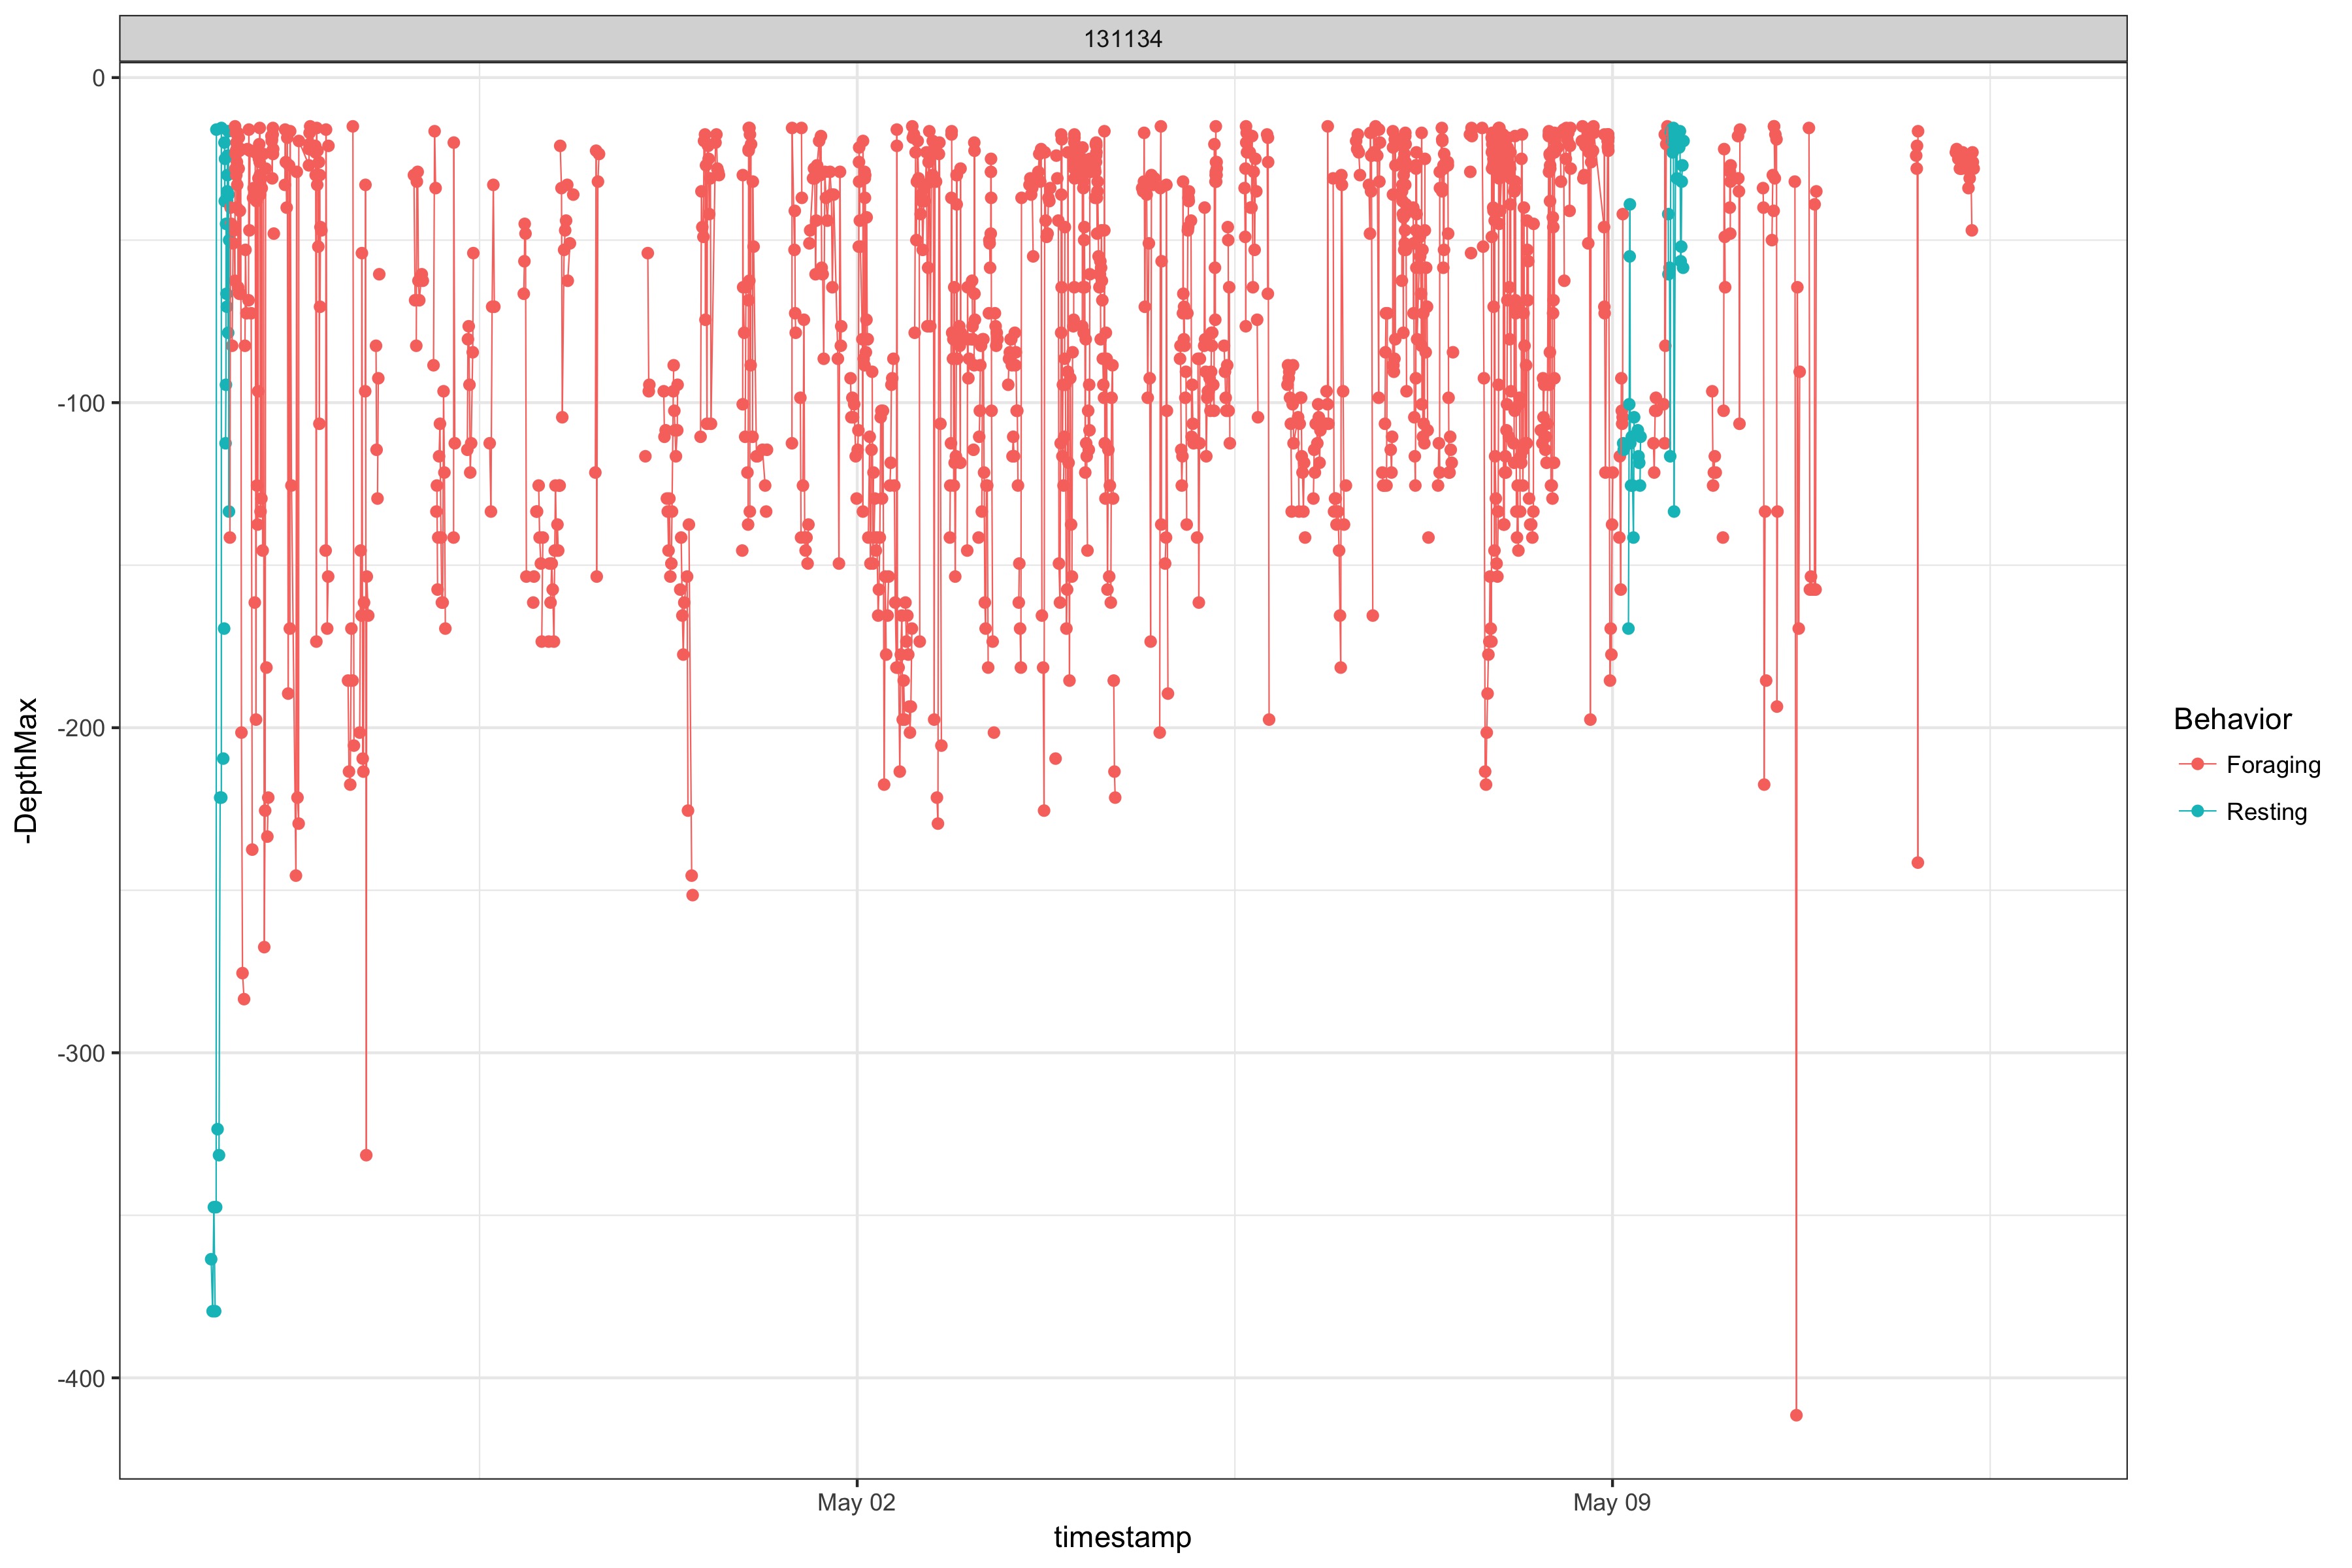 131134
0
-100
-200
-300
-400
-DepthMax
May 02
May 09
timestamp
Behavior
Foraging
Resting